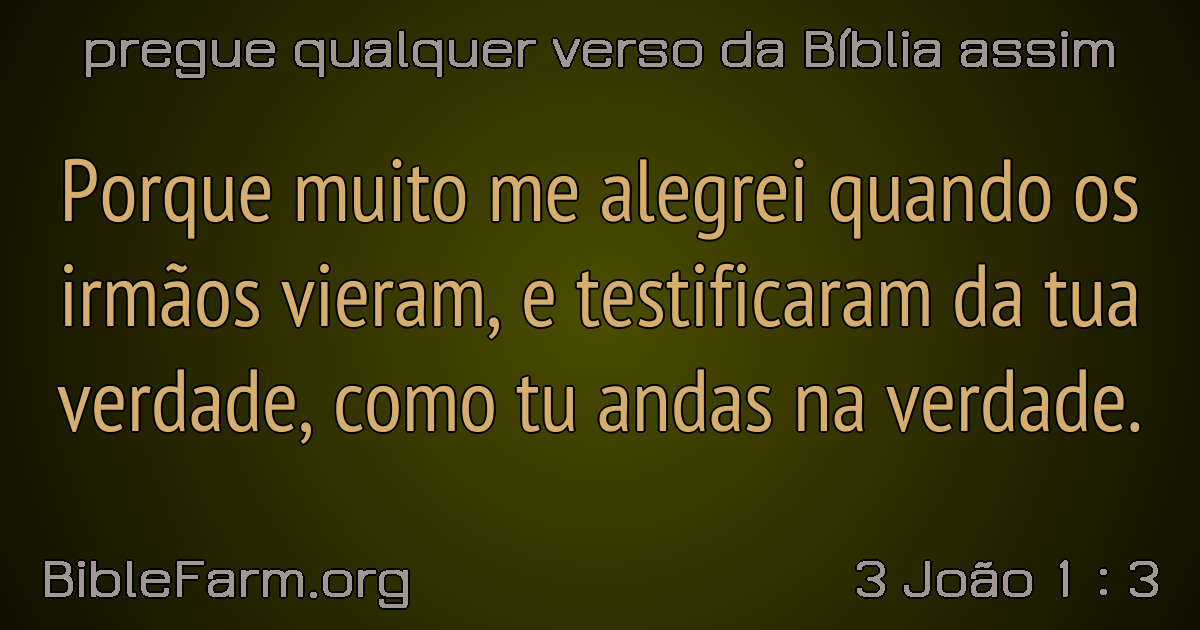 pregue qualquer verso da Bíblia assim
Porque muito me alegrei quando os
irmãos vieram, e testificaram da tua
verdade, como tu andas na verdade.
BibleFarm.org
3 João 1 : 3